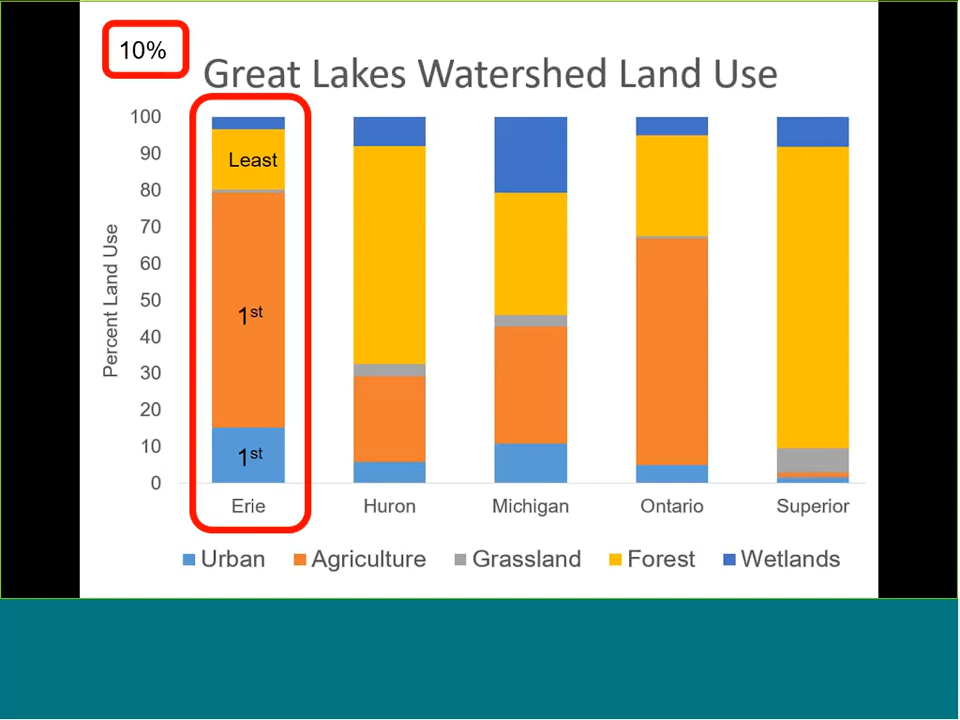 10%
Great Lakes Watershed Land Use
Percent Land Use
100
90
80
70
60
50
40
30
20
10
0
Least
1st
1st
Erie Huron Michigan Ontario Superior
Urban Agriculture Grassland Forest Wetlands